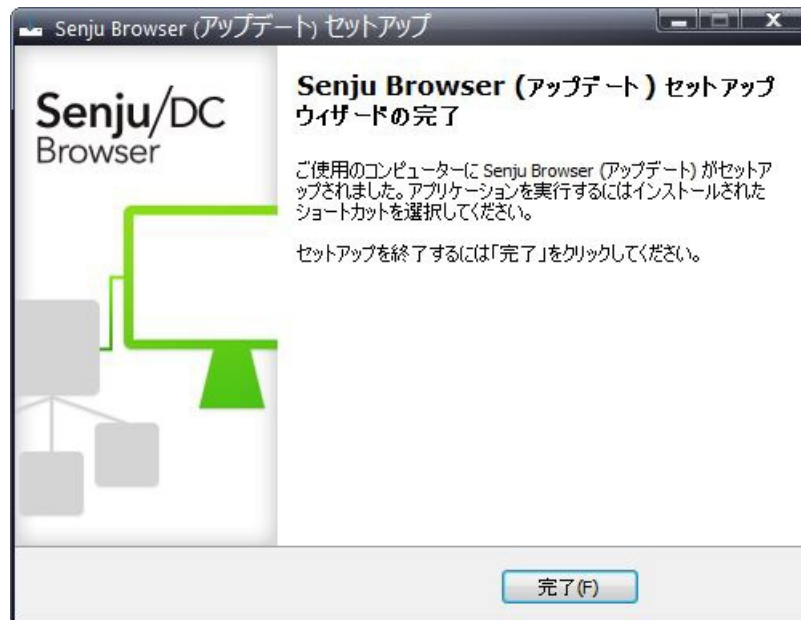 Senju Browser (アップデート) セットアップ
Senju/DC
Browser
Senju Browser (アップデート) セットアップ
ウィザードの完了
ご使用のコンピューターに Senju Browser (アップデート) がセットア
ップされました。アプリケーションを実行するにはインストールされた
ショートカットを選択してください。
セットアップを終了するには「完了」をクリックしてください。
完了(F)